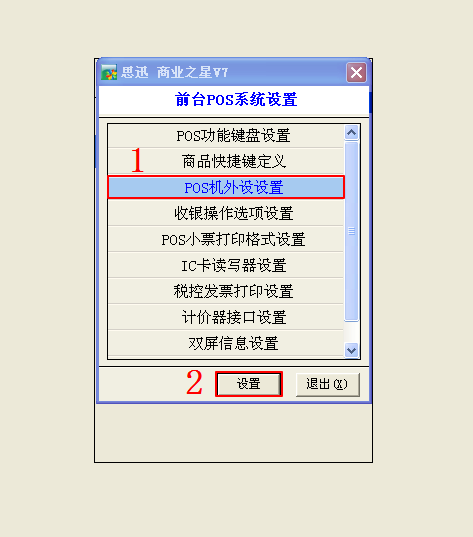 思迅 商业之星V7
前台POS系统设置
POS功能键盘设置
1
商品快捷键定义
POS机外设设置
收银操作选项设置
POS小票打印格式设置
IC卡读写器设置
税控发票打印设置
计价器接口设置
双屏信息设置
2 设置 退出(X)